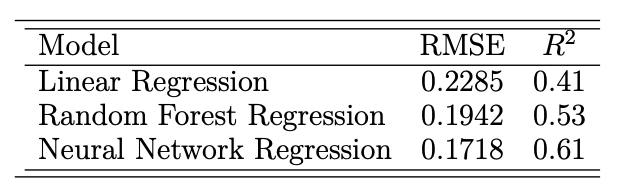 Model RMSE R²
Linear Regression 0.2285 0.41
Random Forest Regression 0.1942 0.53
Neural Network Regression 0.1718 0.61